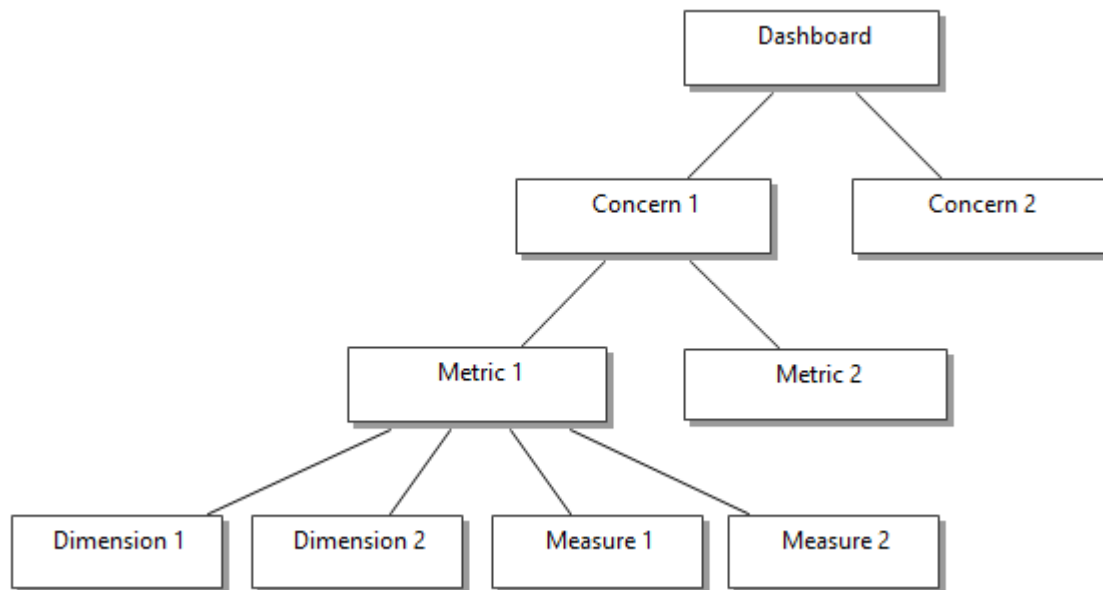 Dashboard
Concern 1
Concern 2
Metric 1
Metric 2
Dimension 1
Dimension 2
Measure 1
Measure 2